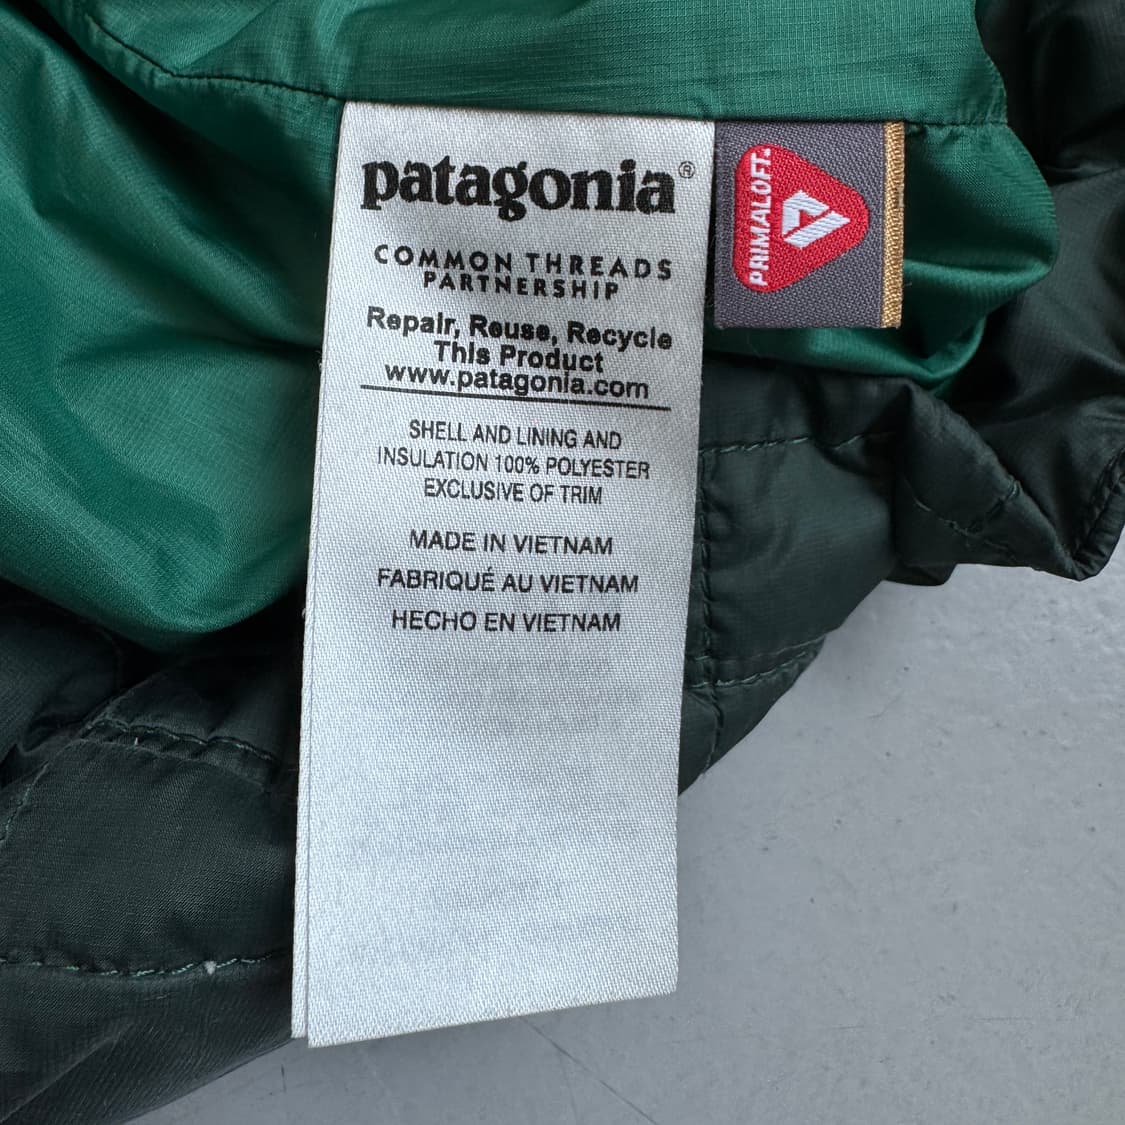 patagonia®
COMMON THREADS
PARTNERSHIP
Repair, Reuse, Recycle
This Product
www.patagonia.com
SHELL AND LINING AND
INSULATION 100% POLYESTER
EXCLUSIVE OF TRIM
MADE IN VIETNAM
FABRIQUÉ AU VIETNAM
HECHO EN VIETNAM
PRIMALOFT.